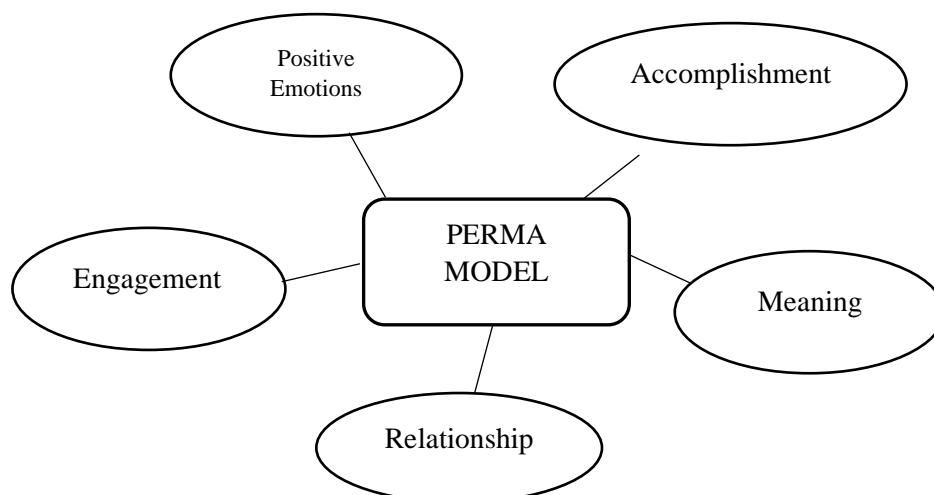 Positive
Emotions
Accomplishment
PERMA
MODEL
Engagement
Meaning
Relationship